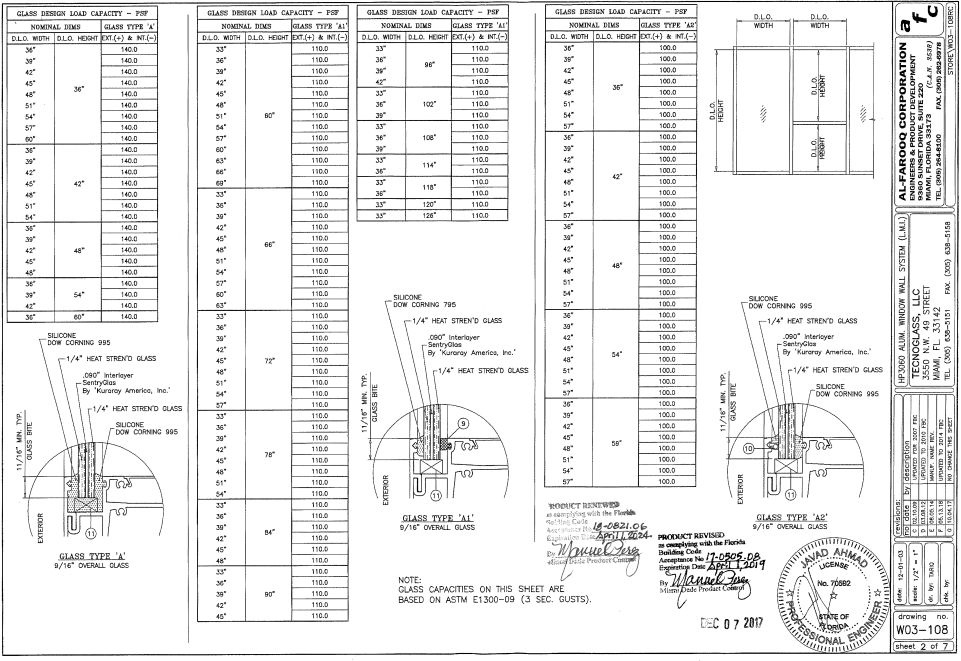 GLASS DESIGN LOAD CAPACITY - PSF
NOMINAL DIMS GLASS TYPE 'A'
D.L.O. WIDTH D.L.O. HEIGHT EXT.(+) & INT.(-)
36" 140.0
39" 140.0
42" 140.0
45" 140.0
36"
48" 140.0
51" 140.0
54" 140.0
57" 140.0
60" 140.0
36" 140.0
39" 140.0
42" 140.0
45" 42" 140.0
48" 140.0
51" 140.0
54" 140.0
36" 140.0
39" 140.0
42" 48" 140.0
45" 140.0
48" 140.0
36" 140.0
39" 54" 140.0
42" 140.0
36" 60" 140.0
SILICONE
DOW CORNING 995
1/4" HEAT STREN'D GLASS
.090" Interlayer
SentryGlas
By 'Kuraray America, Inc.'
1/4" HEAT STREN'D GLASS
SILICONE
DOW CORNING 995
11/16" MIN. TYP.
GLASS BITE
EXTERIOR
11
GLASS TYPE 'A'
9/16" OVERALL GLASS
GLASS DESIGN LOAD CAPACITY - PSF
NOMINAL DIMS GLASS TYPE 'A1'
D.L.O. WIDTH D.L.O. HEIGHT EXT.(+) & INT.(-)
33" 110.0
36" 110.0
39" 110.0
42" 110.0
45" 110.0
48" 110.0
51" 60" 110.0
54" 110.0
57" 110.0
60" 110.0
63" 110.0
66" 110.0
69" 110.0
33" 110.0
36" 110.0
39" 110.0
42" 110.0
45" 110.0
48" 66" 110.0
51" 110.0
54" 110.0
57" 110.0
60" 110.0
63" 110.0
33" 110.0
36" 110.0
39" 110.0
42" 110.0
45" 72" 110.0
48" 110.0
51" 110.0
54" 110.0
57" 110.0
33" 110.0
36" 110.0
39" 110.0
42" 78" 110.0
45" 110.0
48" 110.0
51" 110.0
54" 110.0
33" 110.0
36" 110.0
39" 84" 110.0
42" 110.0
45" 110.0
48" 110.0
33" 110.0
36" 110.0
39" 90" 110.0
42" 110.0
45" 110.0
GLASS DESIGN LOAD CAPACITY - PSF
NOMINAL DIMS GLASS TYPE 'A1'
D.L.O. WIDTH D.L.O. HEIGHT EXT.(+) & INT.(-)
33" 110.0
36" 96" 110.0
39" 110.0
42" 110.0
33" 110.0
36" 102" 110.0
39" 110.0
33" 110.0
36" 108" 110.0
39" 110.0
33" 114" 110.0
36" 110.0
33" 118" 110.0
36" 110.0
33" 120" 110.0
33" 126" 110.0
SILICONE
DOW CORNING 795
1/4" HEAT STREN'D GLASS
.090" Interlayer
SentryGlas
By 'Kuraray America, Inc.'
1/4" HEAT STREN'D GLASS
11/16" MIN. TYP.
GLASS BITE
9
EXTERIOR
11
GLASS TYPE 'A1'
9/16" OVERALL GLASS
NOTE:
GLASS CAPACITIES ON THIS SHEET ARE
BASED ON ASTM E1300-09 (3 SEC. GUSTS).
GLASS DESIGN LOAD CAPACITY - PSF
NOMINAL DIMS GLASS TYPE 'A2'
D.L.O. WIDTH D.L.O. HEIGHT EXT.(+) & INT.(-)
36" 100.0
39" 100.0
42" 100.0
45" 36" 100.0
48" 100.0
51" 100.0
54" 100.0
57" 100.0
36" 100.0
39" 100.0
42" 100.0
45" 42" 100.0
48" 100.0
51" 100.0
54" 100.0
57" 100.0
36" 100.0
39" 100.0
42" 100.0
45" 48" 100.0
48" 100.0
51" 100.0
54" 100.0
57" 100.0
36" 100.0
39" 100.0
42" 100.0
45" 54" 100.0
48" 100.0
51" 100.0
54" 100.0
57" 100.0
36" 100.0
39" 100.0
42" 100.0
45" 59" 100.0
48" 100.0
51" 100.0
54" 100.0
57" 100.0
D.L.O. WIDTH
D.L.O. WIDTH
D.L.O. HEIGHT
D.L.O. HEIGHT
D.L.O. HEIGHT
SILICONE
DOW CORNING 995
1/4" HEAT STREN'D GLASS
.090" Interlayer
SentryGlas
By 'Kuraray America, Inc.'
1/4" HEAT STREN'D GLASS
SILICONE
DOW CORNING 995
11/16" MIN. TYP.
GLASS BITE
10
EXTERIOR
11
GLASS TYPE 'A2'
9/16" OVERALL GLASS
PRODUCT RENEWED
as complying with the Florida
Building Code
Acceptance No 18-0821.06
Expiration Date April 1, 2024
By Manuel Perez
Miami Dade Product Control
PRODUCT REVISED
as complying with the Florida
Building Code
Acceptance No 17-0505.08
Expiration Date April 1, 2019
By Manuel Perez
Miami Dade Product Control
DEC 07 2017
JAVAD AHMAD
LICENSE
No. 70592
STATE OF
FLORIDA
PROFESSIONAL ENGINEER
afc
AL-FAROOQ CORPORATION
ENGINEERS & PRODUCT DEVELOPMENT
9360 SUNSET DRIVE, SUITE 220
MIAMI, FLORIDA 33173 (C.A.N. 3538)
TEL. (305) 264-8100 FAX. (305) 262-6978
STORE\W03-108RC
HP3060 ALUM. WINDOW WALL SYSTEM (L.M.I.)
TECNOGLASS, LLC
3550 N.W. 49 STREET
MIAMI, FL 33142
TEL. (305) 638-5151 FAX. (305) 638-5158
revisions:
no date by description
C 02.10.09 UPDATED FOR 2007 FBC
D 03.08.12 UPDATED TO 2010 FBC
E 08.05.14 MANUF. NAME REV.
F 05.13.16 UPDATED TO 2014 FBC
G 10.04.17 NO CHANGE THIS SHEET
date: 12-01-03
scale: 1/2" = 1"
dr. by: TARIQ
chk. by:
drawing no.
W03-108
sheet 2 of 7